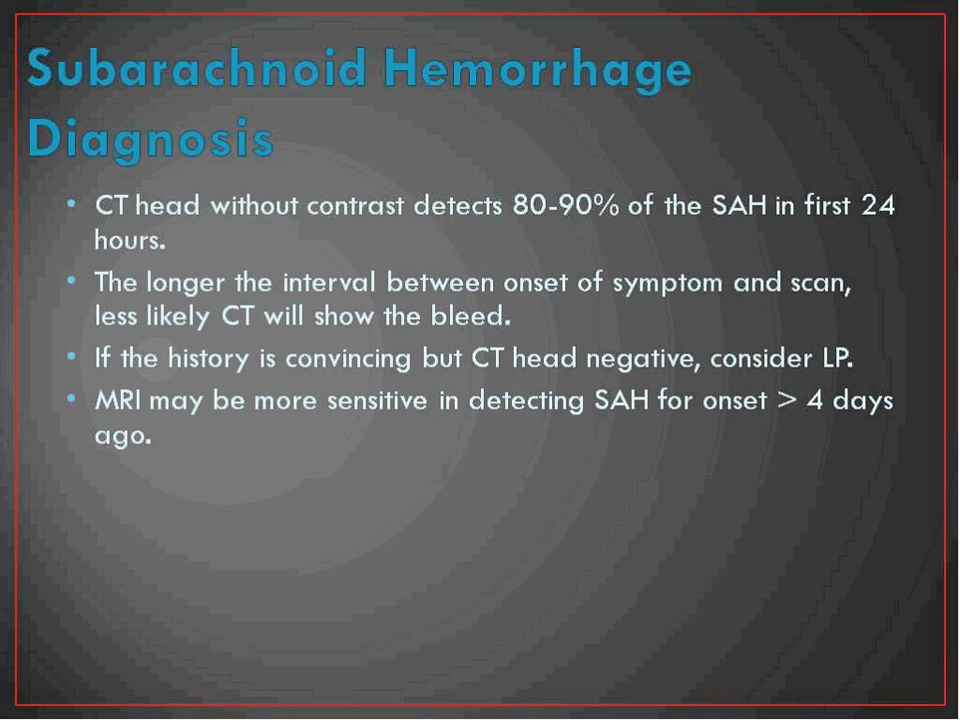 Subarachnoid Hemorrhage
Diagnosis
• CT head without contrast detects 80-90% of the SAH in first 24
hours.
• The longer the interval between onset of symptom and scan,
less likely CT will show the bleed.
• If the history is convincing but CT head negative, consider LP.
• MRI may be more sensitive in detecting SAH for onset > 4 days
ago.